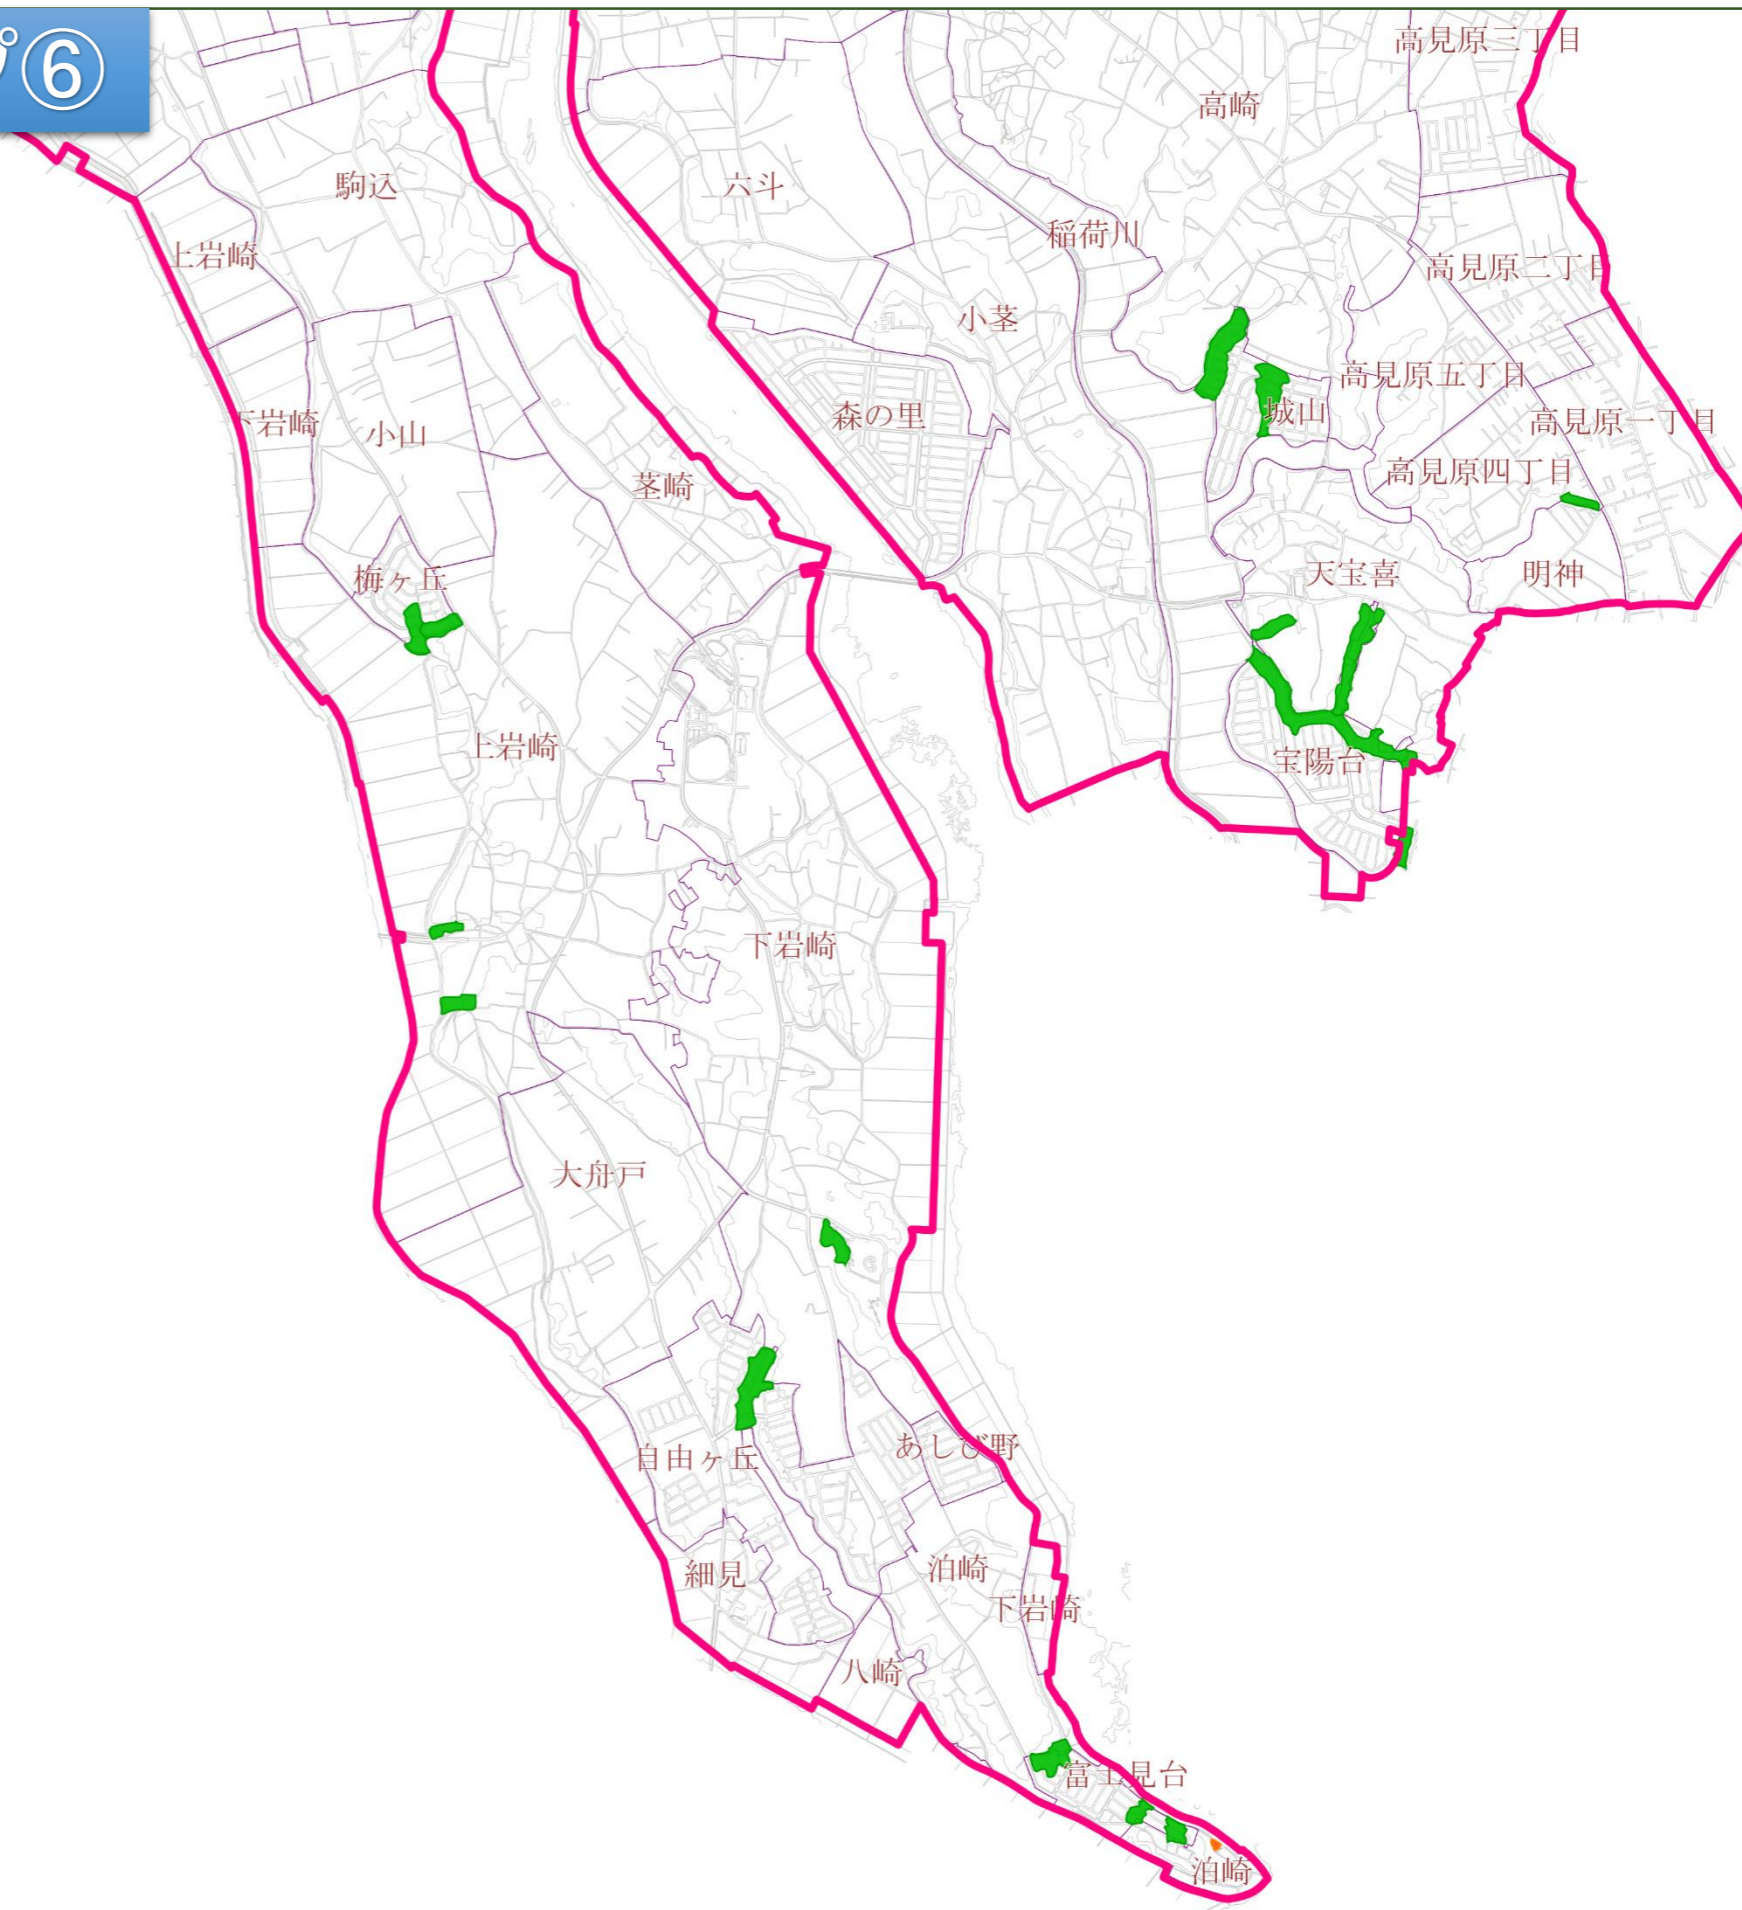 ⑥
高見原三丁目
高崎
駒込
六斗
稲荷川
上岩崎
高見原二丁目
小茎
高見原五丁目
城山
森の里
下岩崎
小山
高見原一丁目
高見原四丁目
茎崎
梅ヶ丘
天宝喜
明神
上岩崎
宝陽台
下岩崎
大舟戸
あしび野
自由ヶ丘
泊崎
細見
下岩崎
八崎
富士見台
泊崎